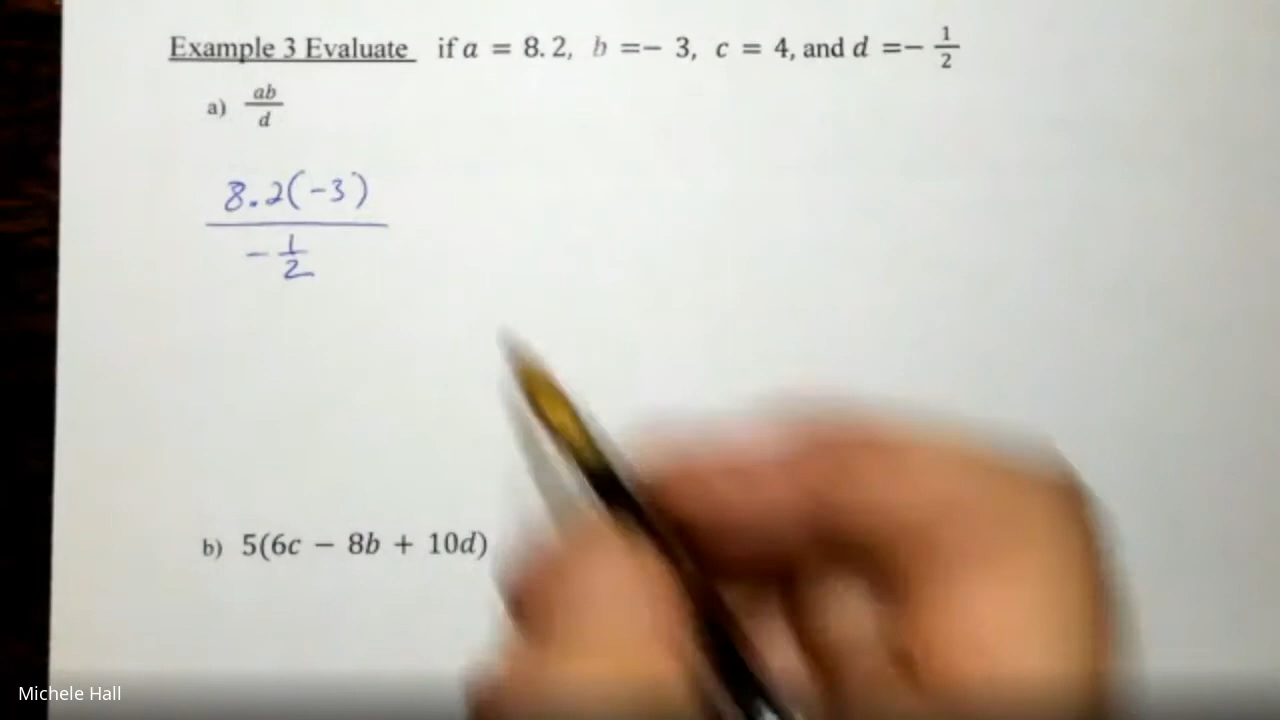 Example 3 Evaluate if a = 8.2, b =− 3, c = 4, and d =− 1/2
a) ab/d
8.2(-3)
-1/2
b) 5(6c − 8b + 10d)
Michele Hall